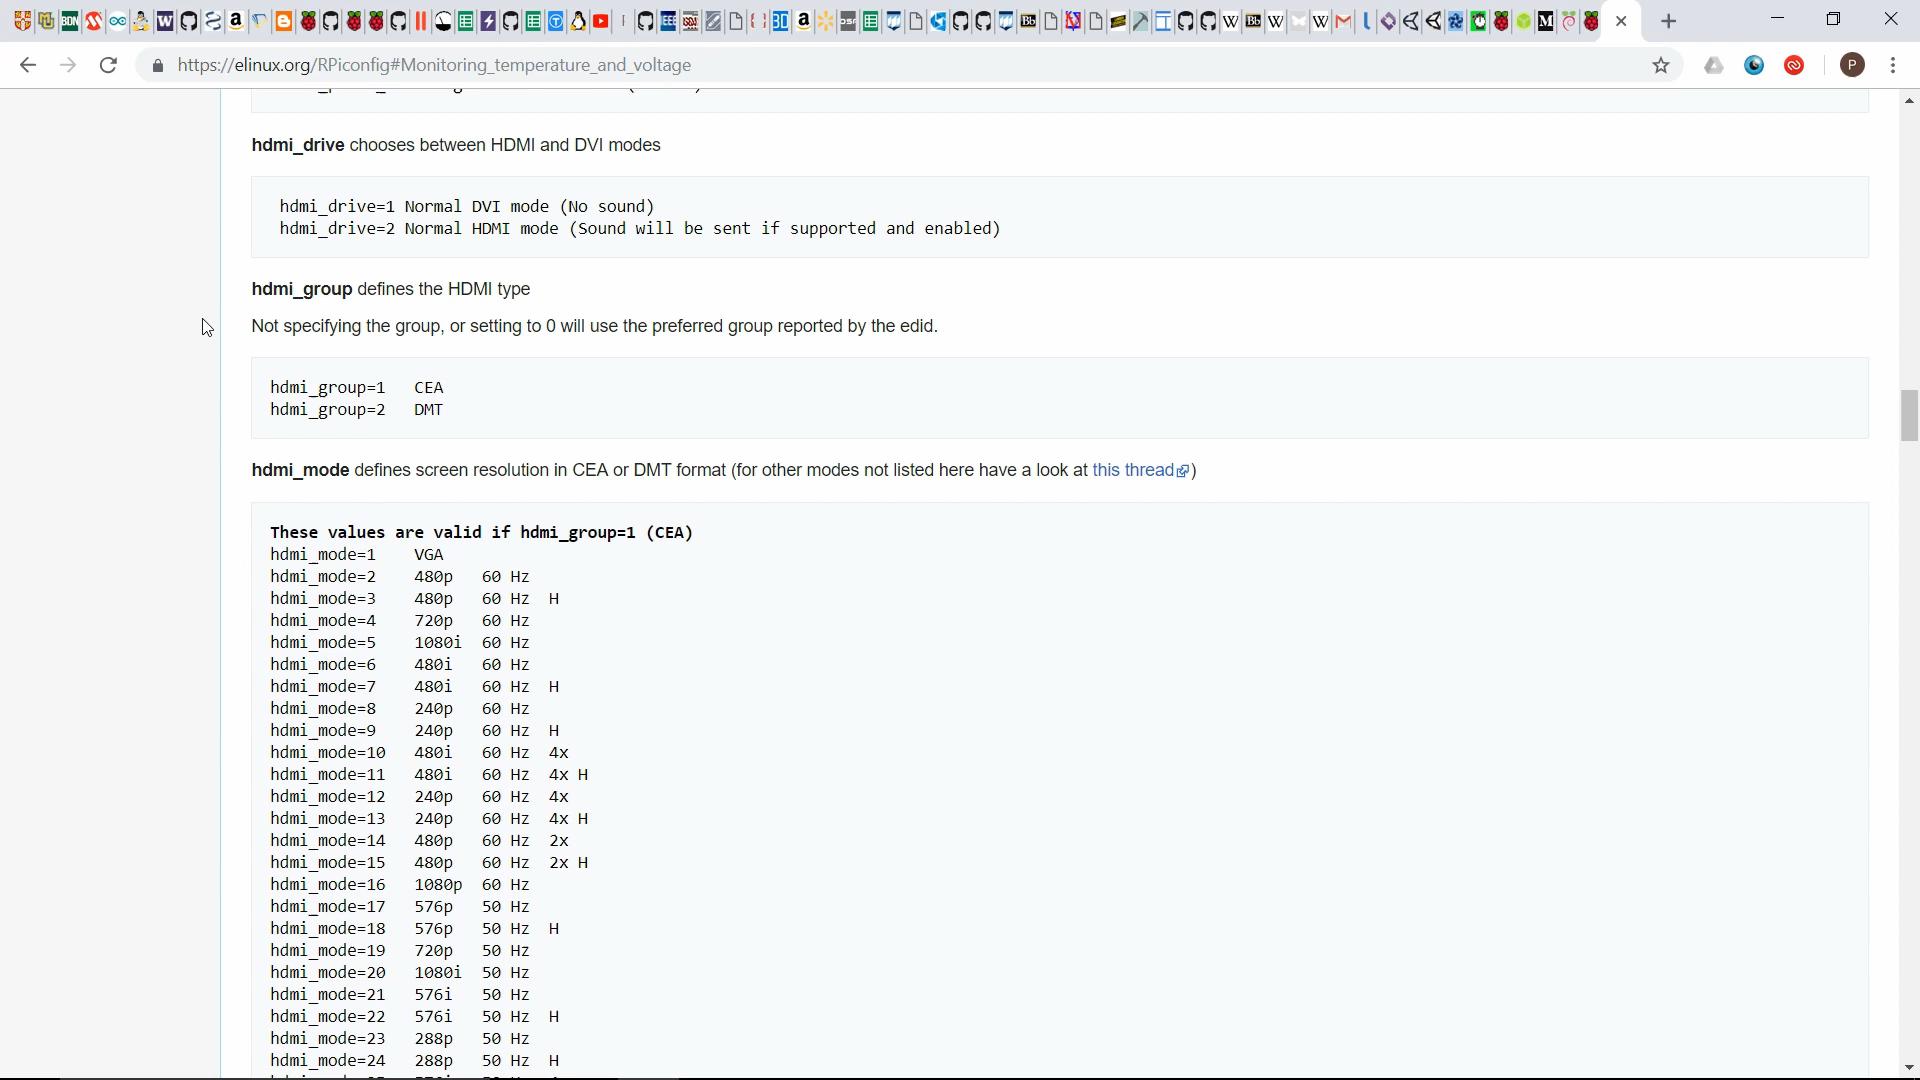 https://elinux.org/RPiconfig#Monitoring_temperature_and_voltage
P
hdmi_drive chooses between HDMI and DVI modes
hdmi_drive=1 Normal DVI mode (No sound)
hdmi_drive=2 Normal HDMI mode (Sound will be sent if supported and enabled)
hdmi_group defines the HDMI type
Not specifying the group, or setting to 0 will use the preferred group reported by the edid.
hdmi_group=1   CEA
hdmi_group=2   DMT
hdmi_mode defines screen resolution in CEA or DMT format (for other modes not listed here have a look at this thread)
These values are valid if hdmi_group=1 (CEA)
hdmi_mode=1    VGA
hdmi_mode=2    480p   60 Hz
hdmi_mode=3    480p   60 Hz  H
hdmi_mode=4    720p   60 Hz
hdmi_mode=5    1080i  60 Hz
hdmi_mode=6    480i   60 Hz
hdmi_mode=7    480i   60 Hz  H
hdmi_mode=8    240p   60 Hz
hdmi_mode=9    240p   60 Hz  H
hdmi_mode=10   480i   60 Hz  4x
hdmi_mode=11   480i   60 Hz  4x H
hdmi_mode=12   240p   60 Hz  4x
hdmi_mode=13   240p   60 Hz  4x H
hdmi_mode=14   480p   60 Hz  2x
hdmi_mode=15   480p   60 Hz  2x H
hdmi_mode=16   1080p  60 Hz
hdmi_mode=17   576p   50 Hz
hdmi_mode=18   576p   50 Hz  H
hdmi_mode=19   720p   50 Hz
hdmi_mode=20   1080i  50 Hz
hdmi_mode=21   576i   50 Hz
hdmi_mode=22   576i   50 Hz  H
hdmi_mode=23   288p   50 Hz
hdmi_mode=24   288p   50 Hz  H